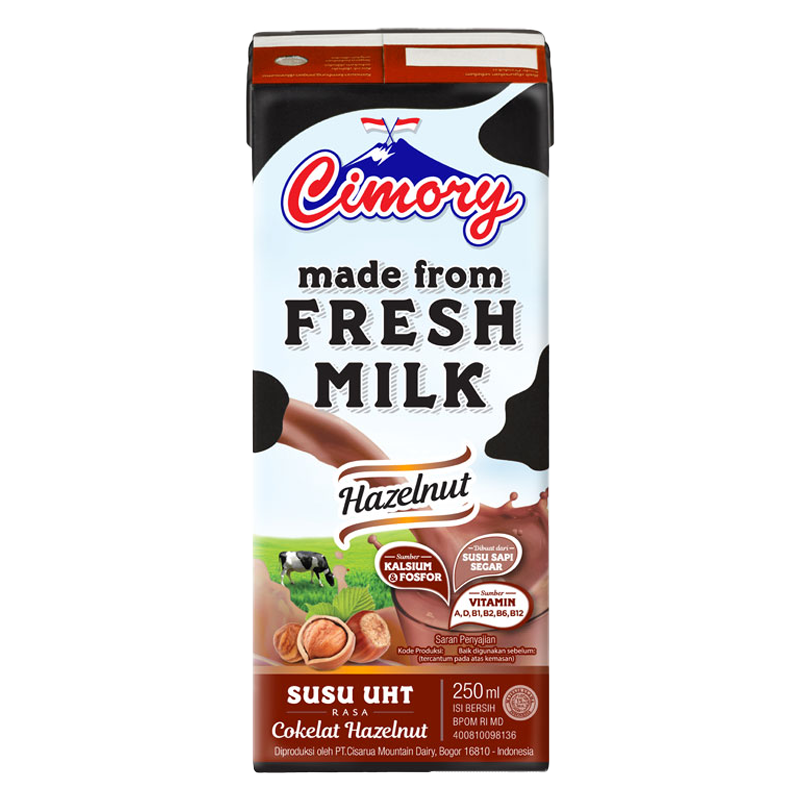 Cimory
made from
FRESH
MILK
Hazelnut
Sumber
KALSIUM
& FOSFOR
Dibuat dari
SUSU SAPI
SEGAR
Sumber
VITAMIN
A, D, B1, B2, B6, B12
Saran Penyajian
Kode Produksi: Baik digunakan sebelum:
(tercantum pada atas kemasan)
SUSU UHT
RASA
Cokelat Hazelnut
250 ml
ISI BERSIH
BPOM RI MD
400810098136
Diproduksi oleh PT.Cisarua Mountain Dairy, Bogor 16810 - Indonesia